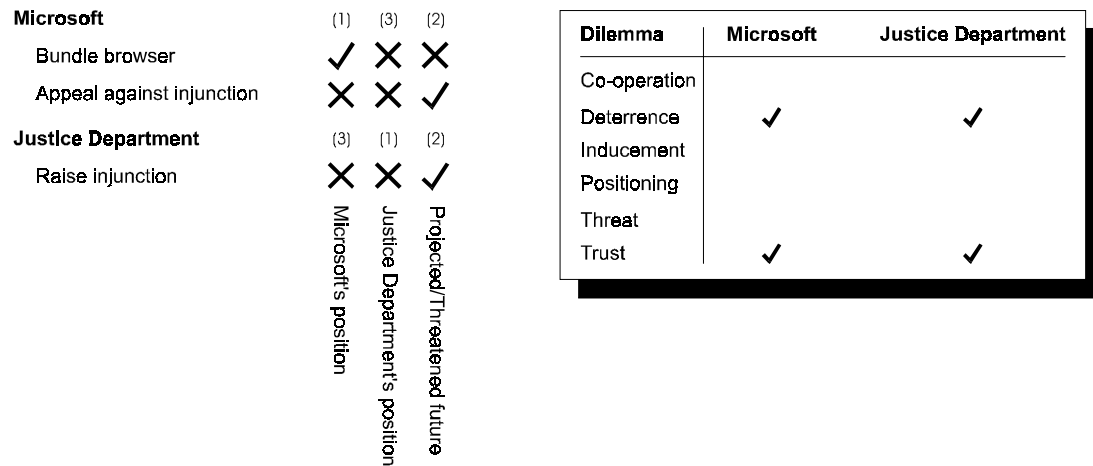 Microsoft (1) (3) (2)
Bundle browser ✓ ✕ ✕
Appeal against injunction ✕ ✕ ✓
Justice Department (3) (1) (2)
Raise injunction ✕ ✕ ✓
Microsoft's position
Justice Department's position
Projected/Threatened future
Dilemma Microsoft Justice Department
Co-operation
Deterrence ✓ ✓
Inducement
Positioning
Threat
Trust ✓ ✓